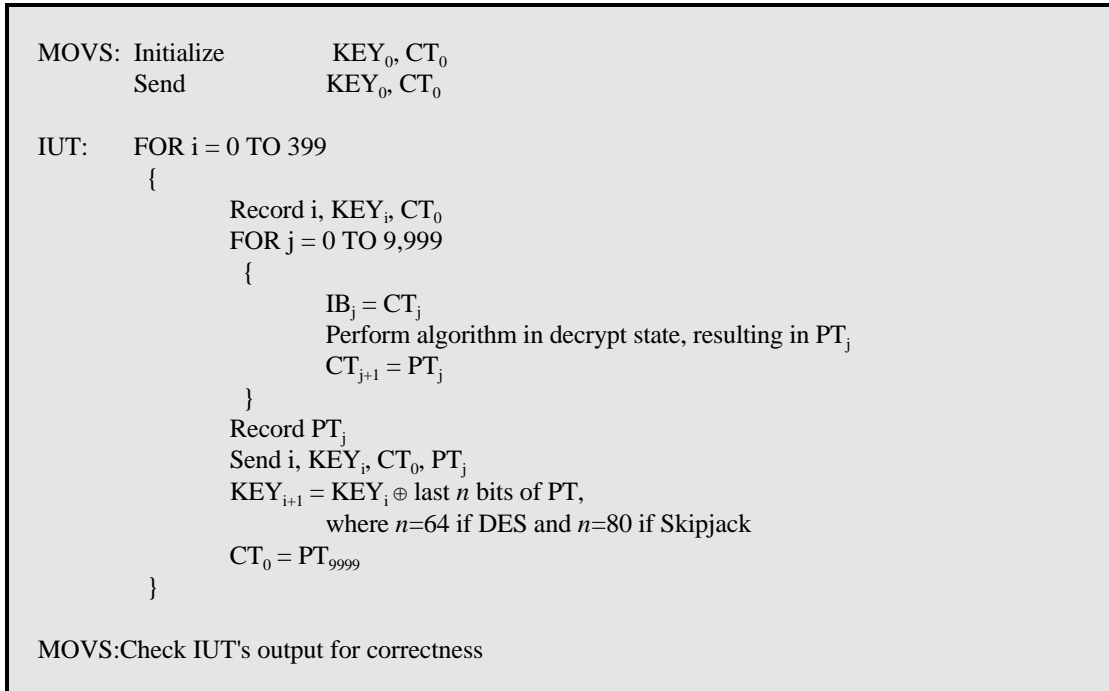 MOVS: Initialize KEY₀, CT₀
Send KEY₀, CT₀
IUT: FOR i = 0 TO 399
{
Record i, KEYᵢ, CT₀
FOR j = 0 TO 9,999
{
IBⱼ = CTⱼ
Perform algorithm in decrypt state, resulting in PTⱼ
CTⱼ₊₁ = PTⱼ
}
Record PTⱼ
Send i, KEYᵢ, CT₀, PTⱼ
KEYᵢ₊₁ = KEYᵢ ⊕ last n bits of PT,
where n=64 if DES and n=80 if Skipjack
CT₀ = PT₉₉₉₉
}
MOVS:Check IUT's output for correctness